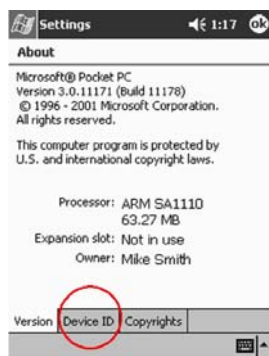 Settings 1:17 ok
About
Microsoft® Pocket PC
Version 3.0.11171 (Build 11178)
© 1996 - 2001 Microsoft Corporation.
All rights reserved.
This computer program is protected by
U.S. and international copyright laws.
Processor: ARM SA1110
63.27 MB
Expansion slot: Not in use
Owner: Mike Smith
Version Device ID Copyrights